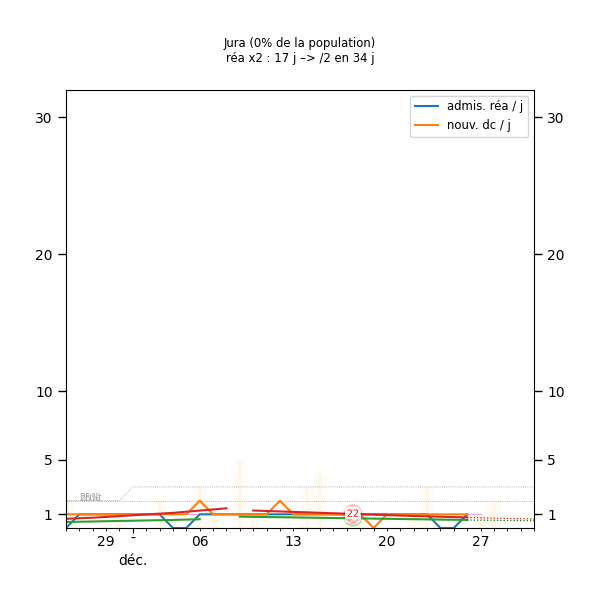 Jura (0% de la population)
réa x2 : 17 j –> /2 en 34 j
admis. réa / j
nouv. dc / j
30 30
20 20
10 10
5 5
1 1
22
29 - 06 13 20 27
déc.